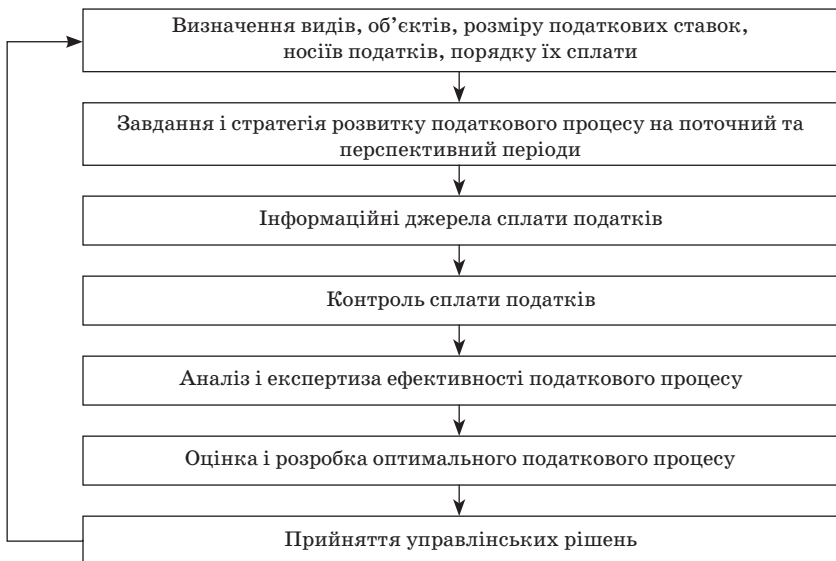 Визначення видів, об’єктів, розміру податкових ставок,
носіїв податків, порядку їх сплати
Завдання і стратегія розвитку податкового процесу на поточний та
перспективний періоди
Інформаційні джерела сплати податків
Контроль сплати податків
Аналіз і експертиза ефективності податкового процесу
Оцінка і розробка оптимального податкового процесу
Прийняття управлінських рішень